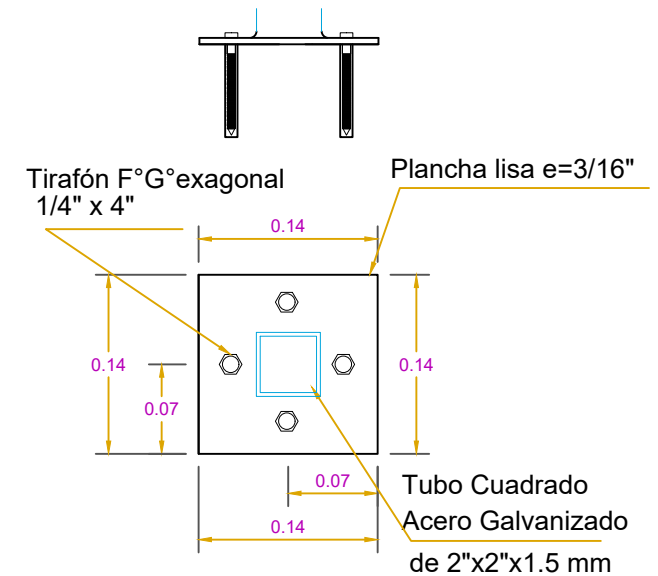 Tirafón F°G°exagonal
1/4" x 4"
Plancha lisa e=3/16"
0.14
0.14
0.14
0.07
0.07
0.14
Tubo Cuadrado
Acero Galvanizado
de 2"x2"x1.5 mm